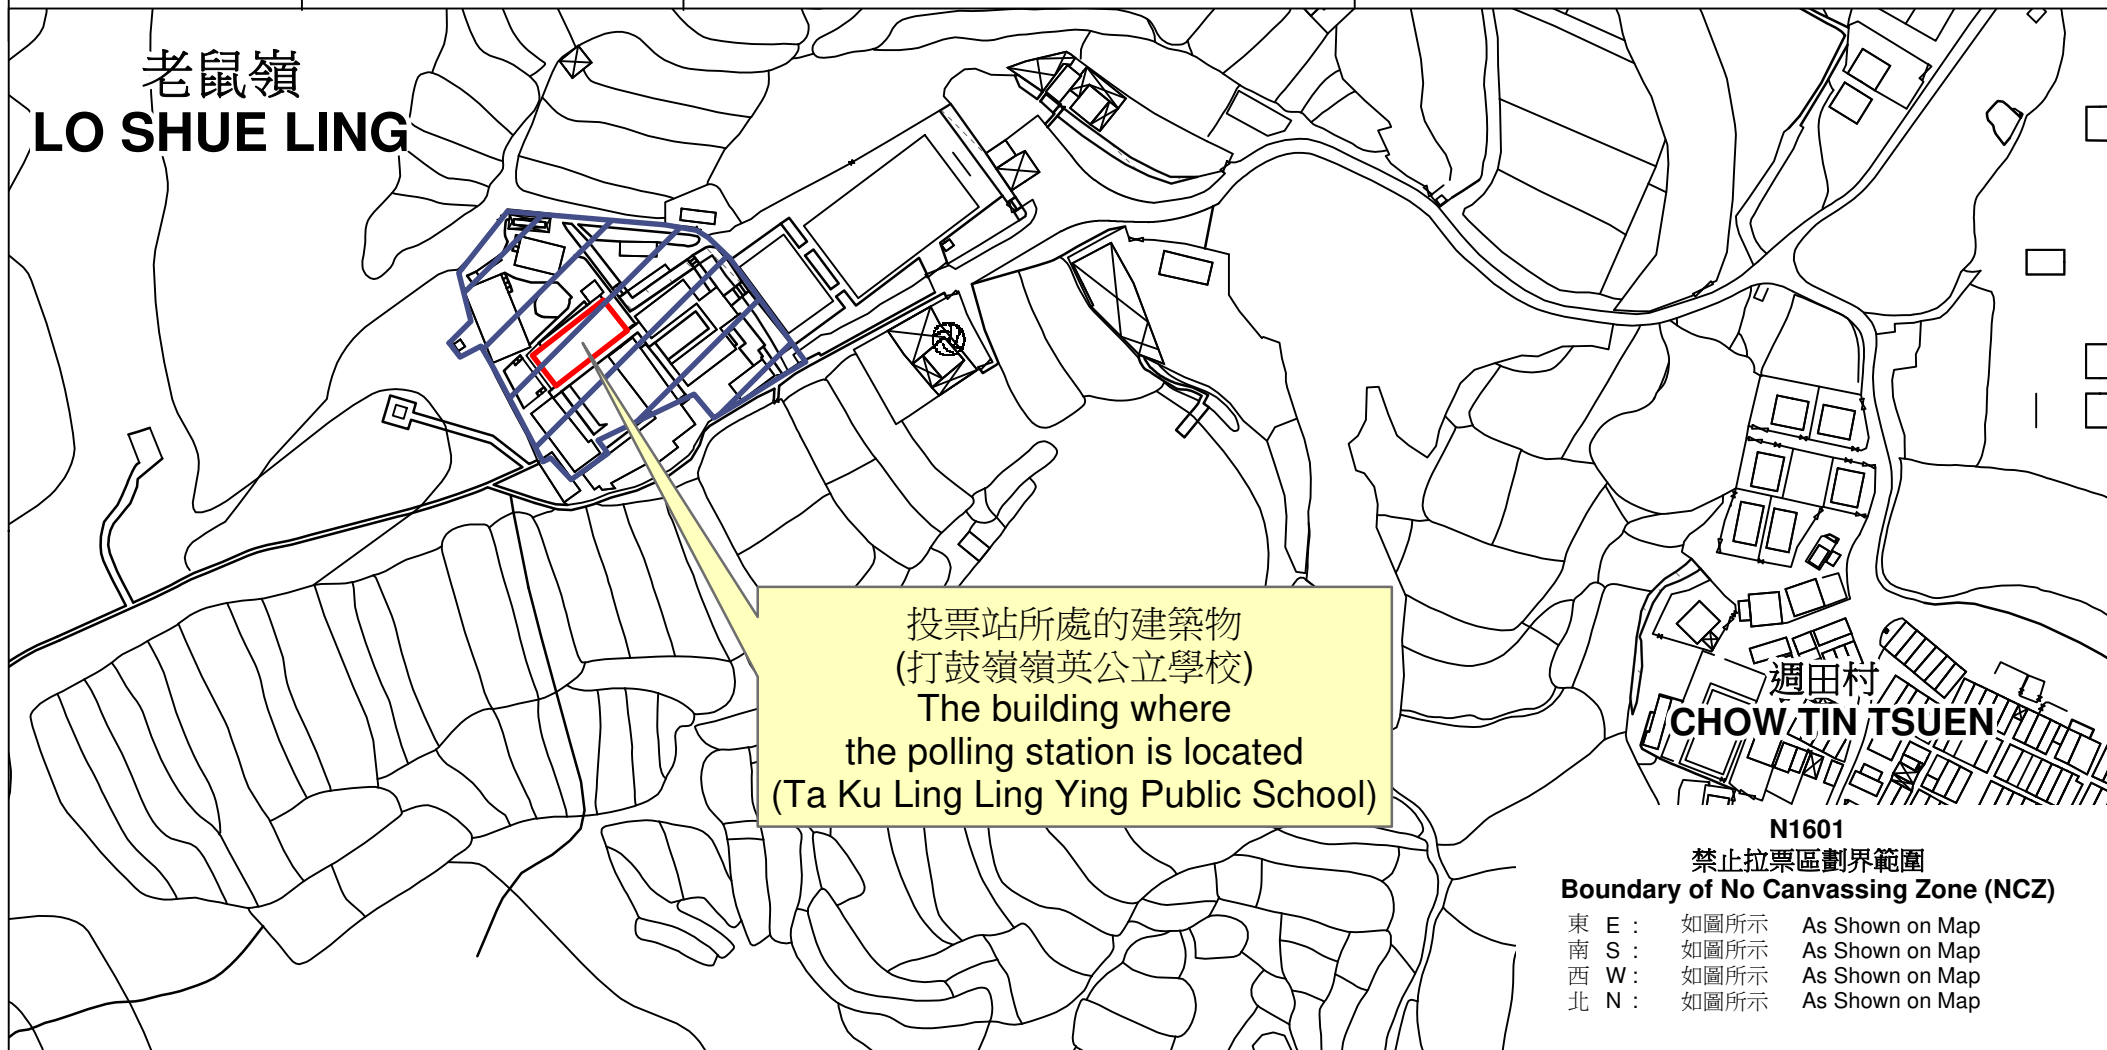 老鼠嶺
LO SHUE LING
投票站所處的建築物
(打鼓嶺嶺英公立學校)
The building where
the polling station is located
(Ta Ku Ling Ling Ying Public School)
週田村
CHOW TIN TSUEN
N1601
禁止拉票區劃界範圍
Boundary of No Canvassing Zone (NCZ)
東 E : 如圖所示 As Shown on Map
南 S : 如圖所示 As Shown on Map
西 W : 如圖所示 As Shown on Map
北 N : 如圖所示 As Shown on Map